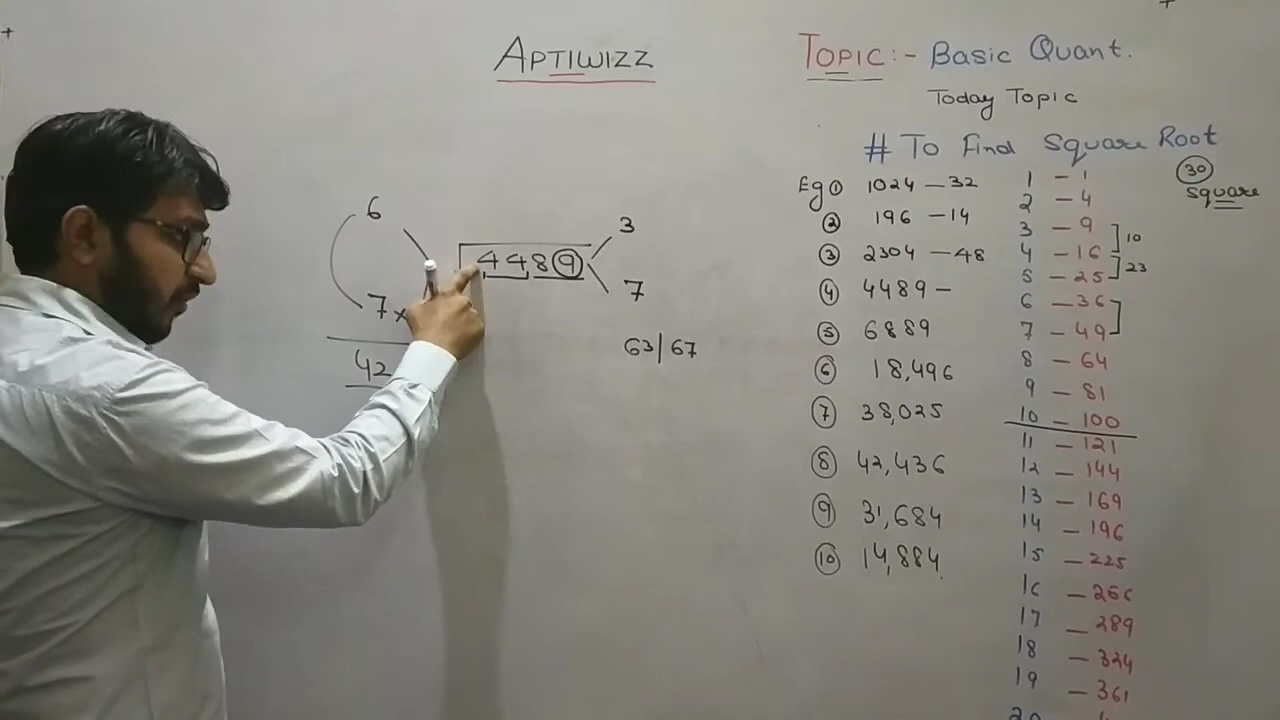 APTIWIZZ
TOPIC:- Basic Quant.
Today Topic
# To Find Square Root
30
square
Eg ① 1024 - 32
② 196 - 14
③ 2304 - 48
④ 4489 -
⑤ 6889
⑥ 18,496
⑦ 38,025
⑧ 42,436
⑨ 31,684
⑩ 14,884
1 - 1
2 - 4
3 - 9
4 - 16
5 - 25
10
23
6 - 36
7 - 49
8 - 64
9 - 81
10 - 100
11 - 121
12 - 144
13 - 169
14 - 196
15 - 225
16 - 256
17 - 289
18 - 324
19 - 361
6
7 x
42
4489
3
7
63/67